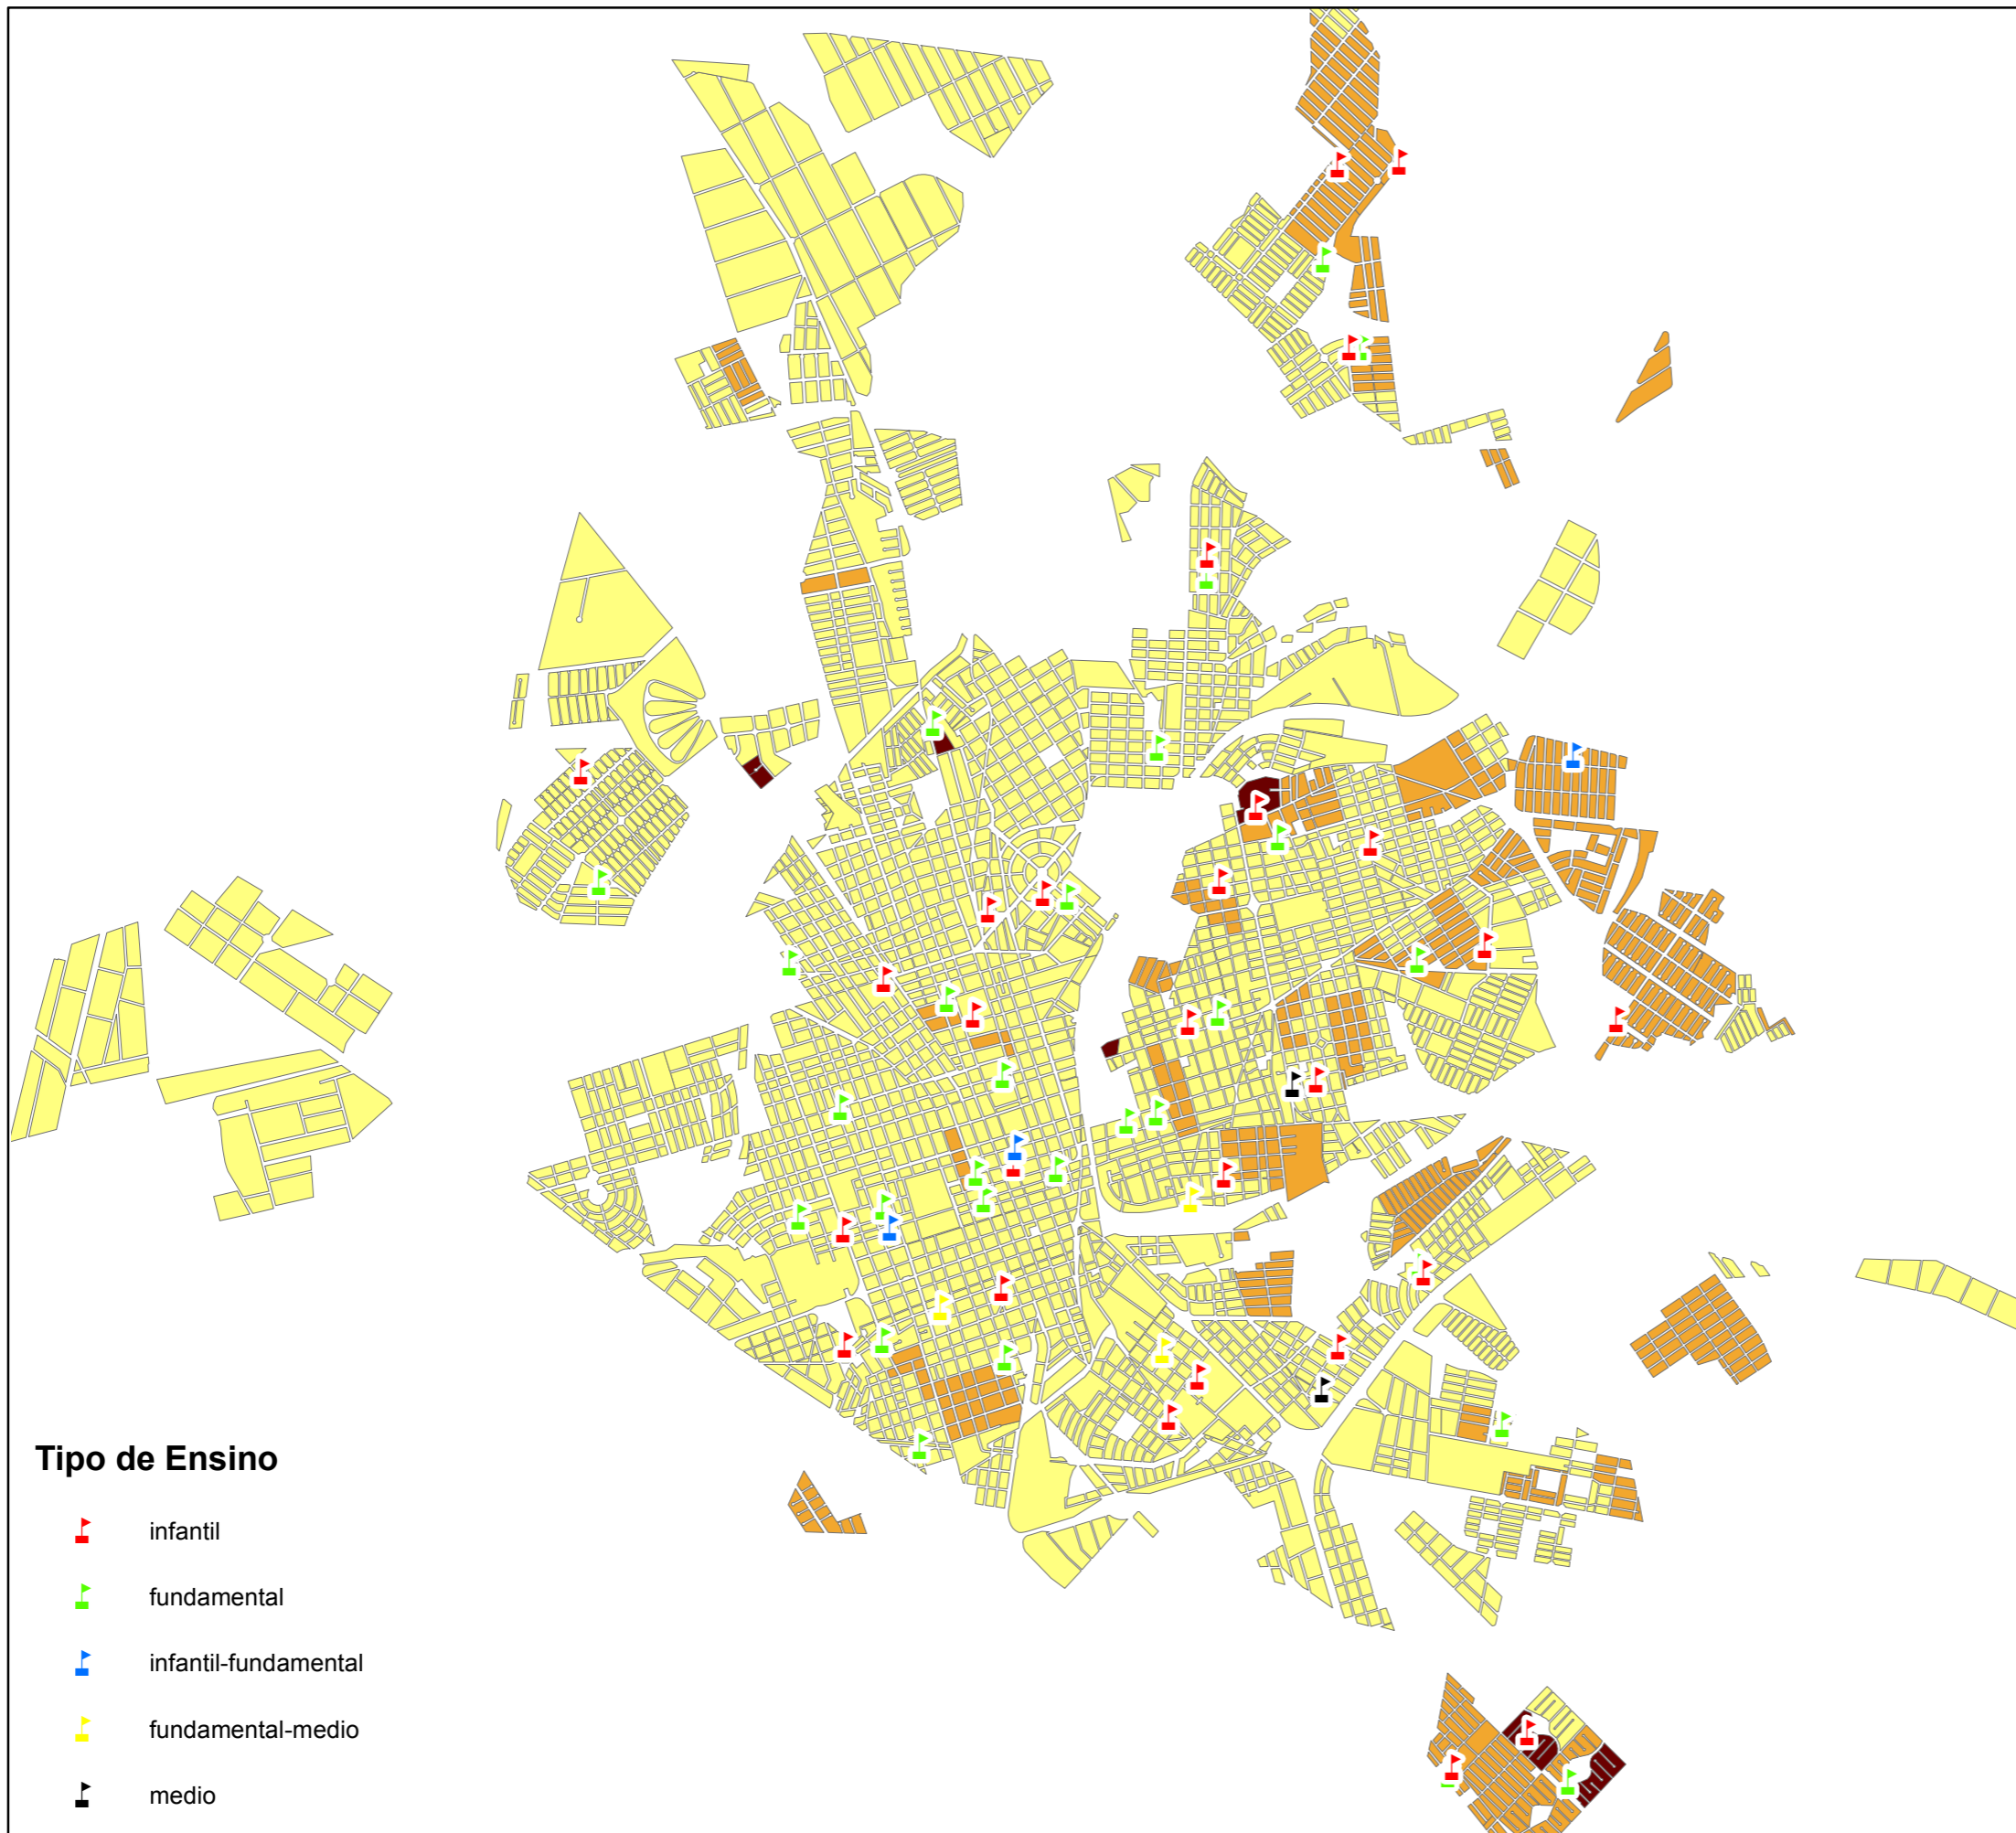 Tipo de Ensino
infantil
fundamental
infantil-fundamental
fundamental-medio
medio